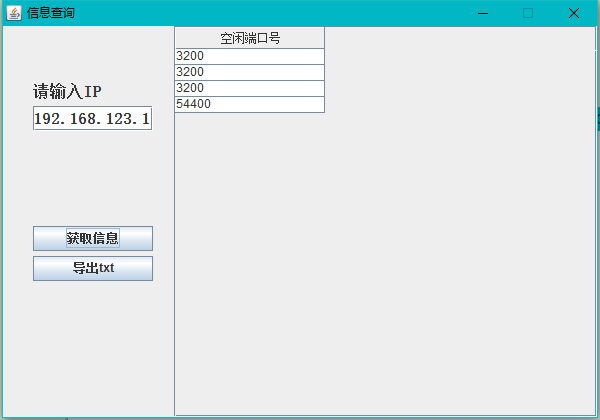 信息查询
请输入IP
192.168.123.1
获取信息
导出txt
空闲端口号
3200
3200
3200
54400